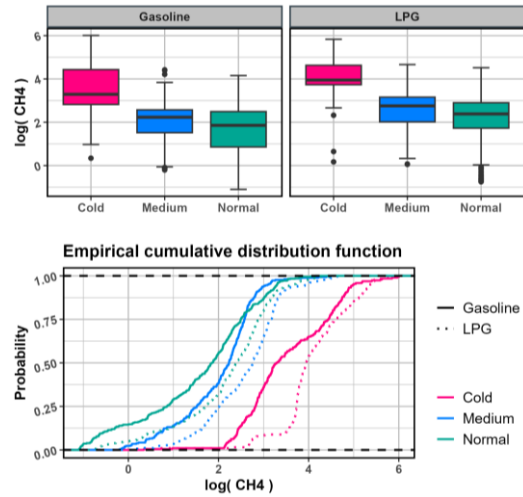 Gasoline LPG
log( CH4 )
6
4
2
0
Cold Medium Normal Cold Medium Normal
Empirical cumulative distribution function
Probability
1.00
0.75
0.50
0.25
0.00
0 2 4 6
log( CH4 )
Gasoline
LPG
Cold
Medium
Normal